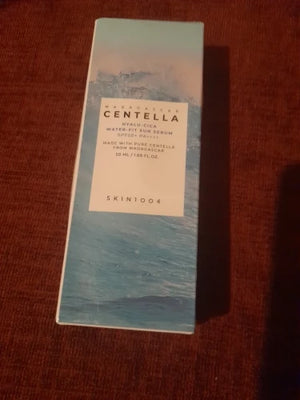 MADAGASCAR
CENTELLA
HYALU-CICA
WATER-FIT SUN SERUM
SPF50+ PA++++
MADE WITH PURE CENTELLA
FROM MADAGASCAR
50 ML / 1.69 FL.OZ.
SKIN1004